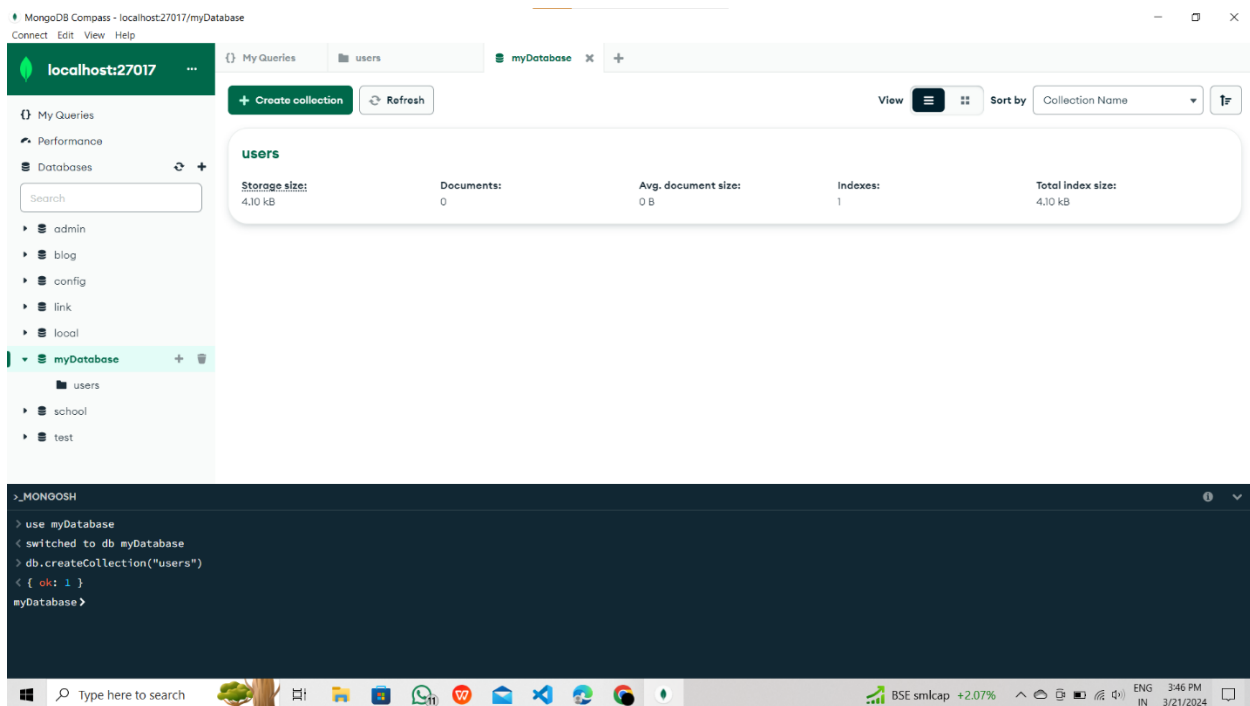 MongoDB Compass - localhost:27017/myDatabase
Connect Edit View Help
localhost:27017 ...
{} My Queries
users
myDatabase
{} My Queries
Performance
Databases
Search
admin
blog
config
link
local
myDatabase
users
school
test
+ Create collection
Refresh
View
Sort by
Collection Name
users
Storage size: Documents: Avg. document size: Indexes: Total index size:
4.10 kB 0 0 B 1 4.10 kB
>_MONGOSH
> use myDatabase
< switched to db myDatabase
> db.createCollection("users")
< { ok: 1 }
myDatabase>
Type here to search
11
BSE smlcap +2.07%
ENG 3:46 PM
IN 3/21/2024